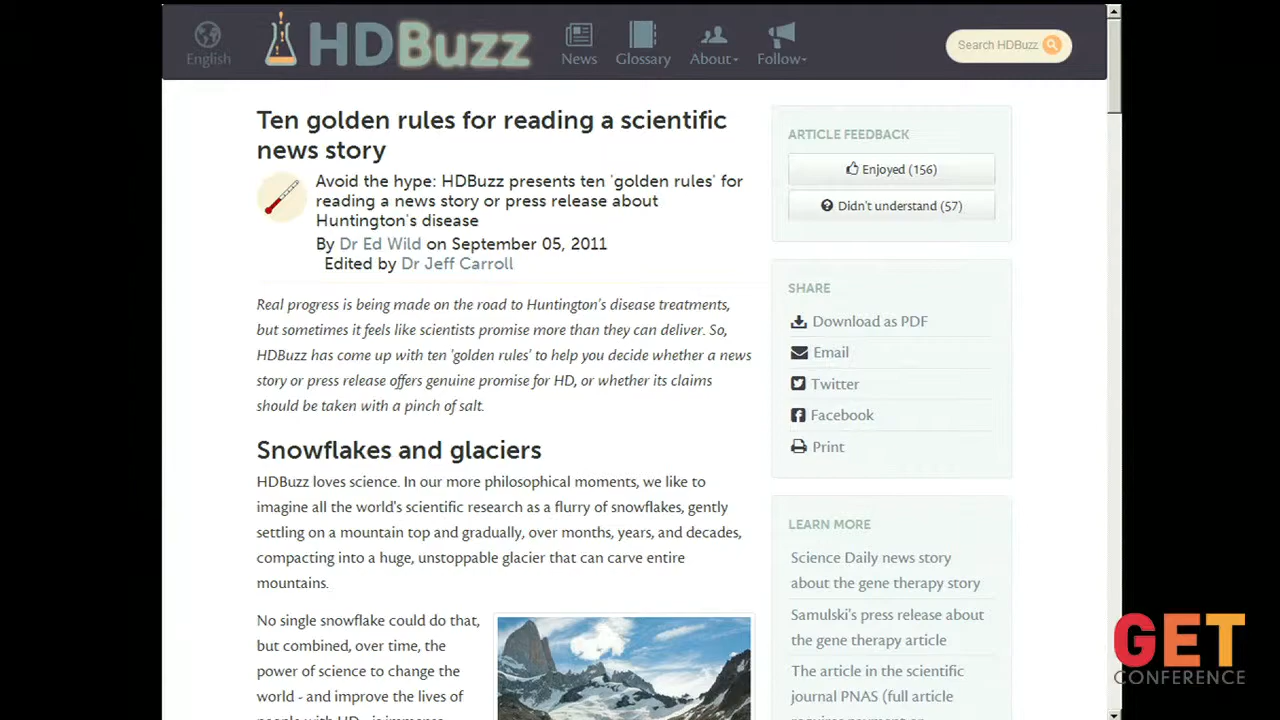 English
HDBuzz
News
Glossary
About
Follow
Search HDBuzz
Ten golden rules for reading a scientific
news story
Avoid the hype: HDBuzz presents ten 'golden rules' for
reading a news story or press release about
Huntington's disease
By Dr Ed Wild on September 05, 2011
Edited by Dr Jeff Carroll
Real progress is being made on the road to Huntington's disease treatments,
but sometimes it feels like scientists promise more than they can deliver. So,
HDBuzz has come up with ten 'golden rules' to help you decide whether a news
story or press release offers genuine promise for HD, or whether its claims
should be taken with a pinch of salt.
Snowflakes and glaciers
HDBuzz loves science. In our more philosophical moments, we like to
imagine all the world's scientific research as a flurry of snowflakes, gently
settling on a mountain top and gradually, over months, years, and decades,
compacting into a huge, unstoppable glacier that can carve entire
mountains.
No single snowflake could do that,
but combined, over time, the
power of science to change the
world - and improve the lives of
people with HD - is immense
ARTICLE FEEDBACK
Enjoyed (156)
Didn't understand (57)
SHARE
Download as PDF
Email
Twitter
Facebook
Print
LEARN MORE
Science Daily news story
about the gene therapy story
Samulski's press release about
the gene therapy article
The article in the scientific
journal PNAS (full article
requires payment or
GET
CONFERENCE